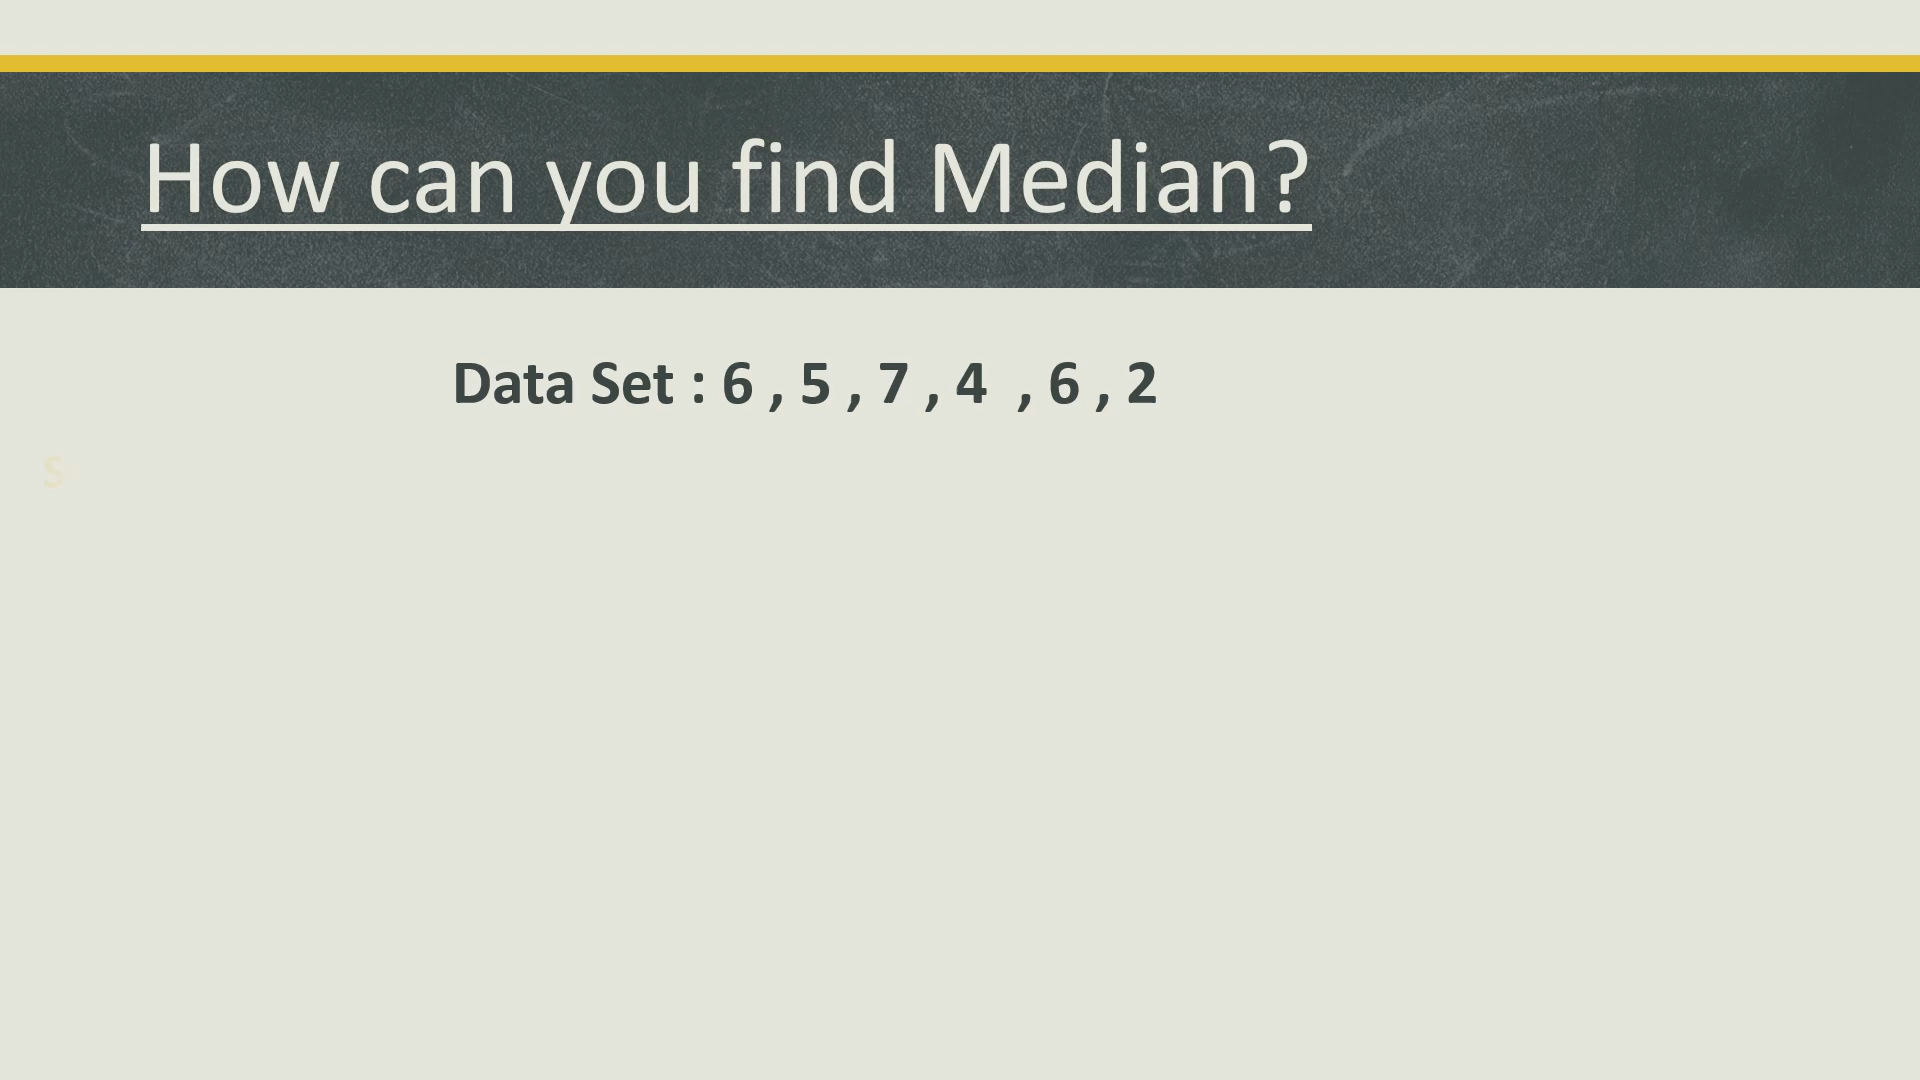 How can you find Median?
Data Set : 6 , 5 , 7 , 4  , 6 , 2
S